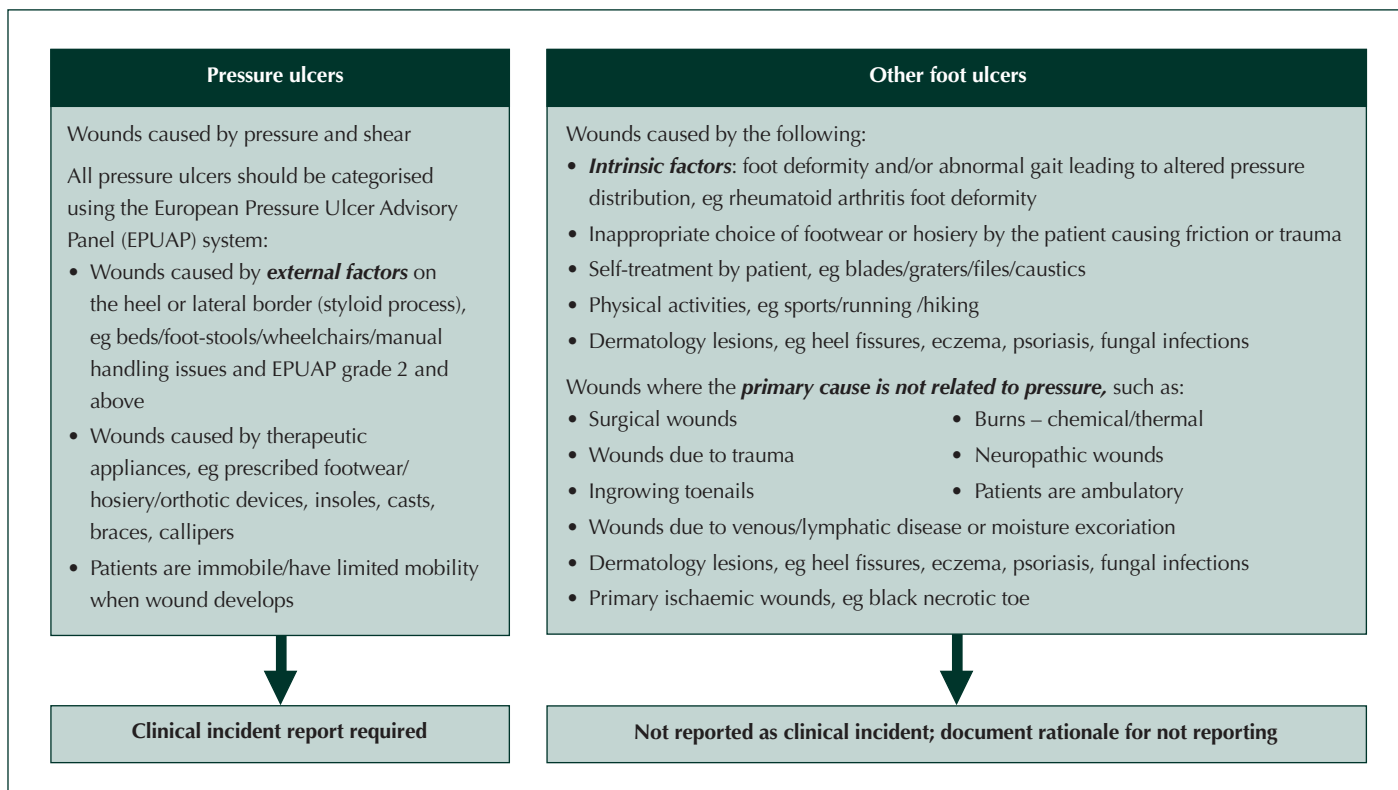 Pressure ulcers
Wounds caused by pressure and shear
All pressure ulcers should be categorised
using the European Pressure Ulcer Advisory
Panel (EPUAP) system:
• Wounds caused by external factors on
the heel or lateral border (styloid process),
eg beds/foot-stools/wheelchairs/manual
handling issues and EPUAP grade 2 and
above
• Wounds caused by therapeutic
appliances, eg prescribed footwear/
hosiery/orthotic devices, insoles, casts,
braces, callipers
• Patients are immobile/have limited mobility
when wound develops
Clinical incident report required
Other foot ulcers
Wounds caused by the following:
• Intrinsic factors: foot deformity and/or abnormal gait leading to altered pressure
distribution, eg rheumatoid arthritis foot deformity
• Inappropriate choice of footwear or hosiery by the patient causing friction or trauma
• Self-treatment by patient, eg blades/graters/files/caustics
• Physical activities, eg sports/running /hiking
• Dermatology lesions, eg heel fissures, eczema, psoriasis, fungal infections
Wounds where the primary cause is not related to pressure, such as:
• Surgical wounds
• Wounds due to trauma
• Ingrowing toenails
• Burns – chemical/thermal
• Neuropathic wounds
• Patients are ambulatory
• Wounds due to venous/lymphatic disease or moisture excoriation
• Dermatology lesions, eg heel fissures, eczema, psoriasis, fungal infections
• Primary ischaemic wounds, eg black necrotic toe
Not reported as clinical incident; document rationale for not reporting